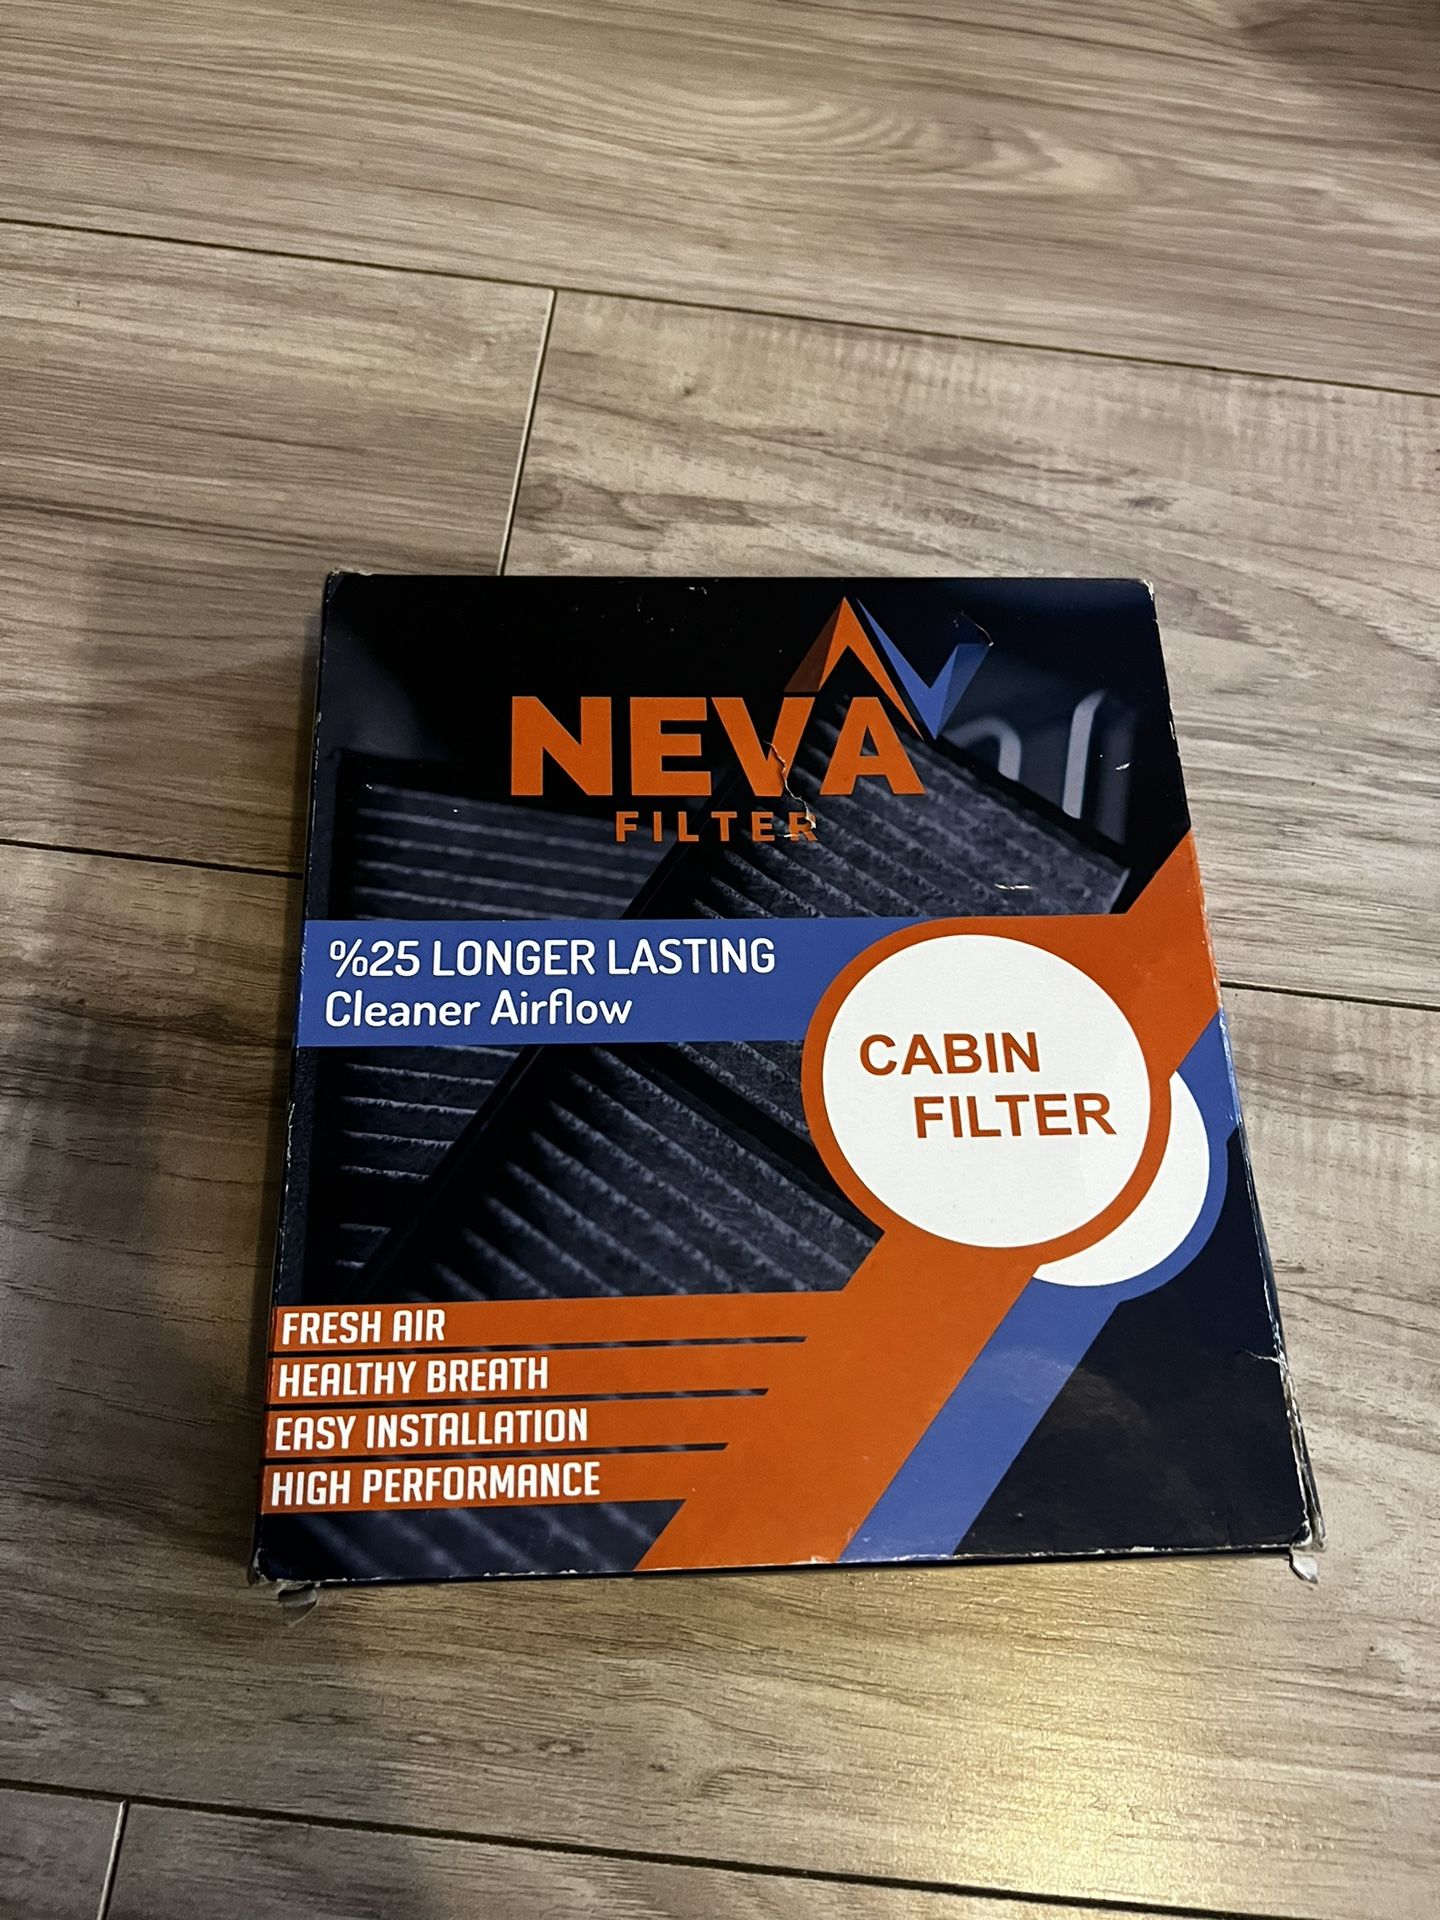 NEVA
FILTER
%25 LONGER LASTING
Cleaner Airflow
CABIN
FILTER
FRESH AIR
HEALTHY BREATH
EASY INSTALLATION
HIGH PERFORMANCE